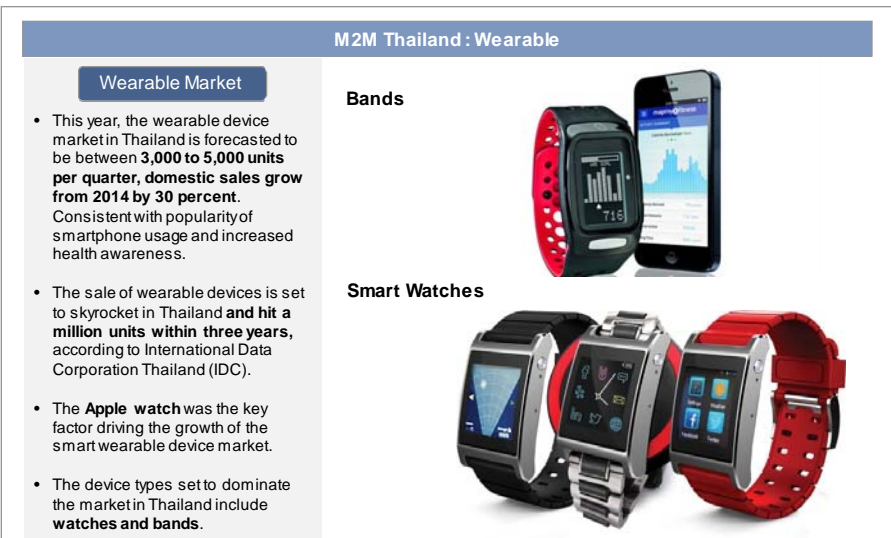 M2M Thailand : Wearable
Wearable Market
• This year, the wearable device
market in Thailand is forecasted to
be between 3,000 to 5,000 units
per quarter, domestic sales grow
from 2014 by 30 percent.
Consistent with popularity of
smartphone usage and increased
health awareness.
• The sale of wearable devices is set
to skyrocket in Thailand and hit a
million units within three years,
according to International Data
Corporation Thailand (IDC).
• The Apple watch was the key
factor driving the growth of the
smart wearable device market.
• The device types set to dominate
the market in Thailand include
watches and bands.
Bands
716
Smart Watches
Facebook